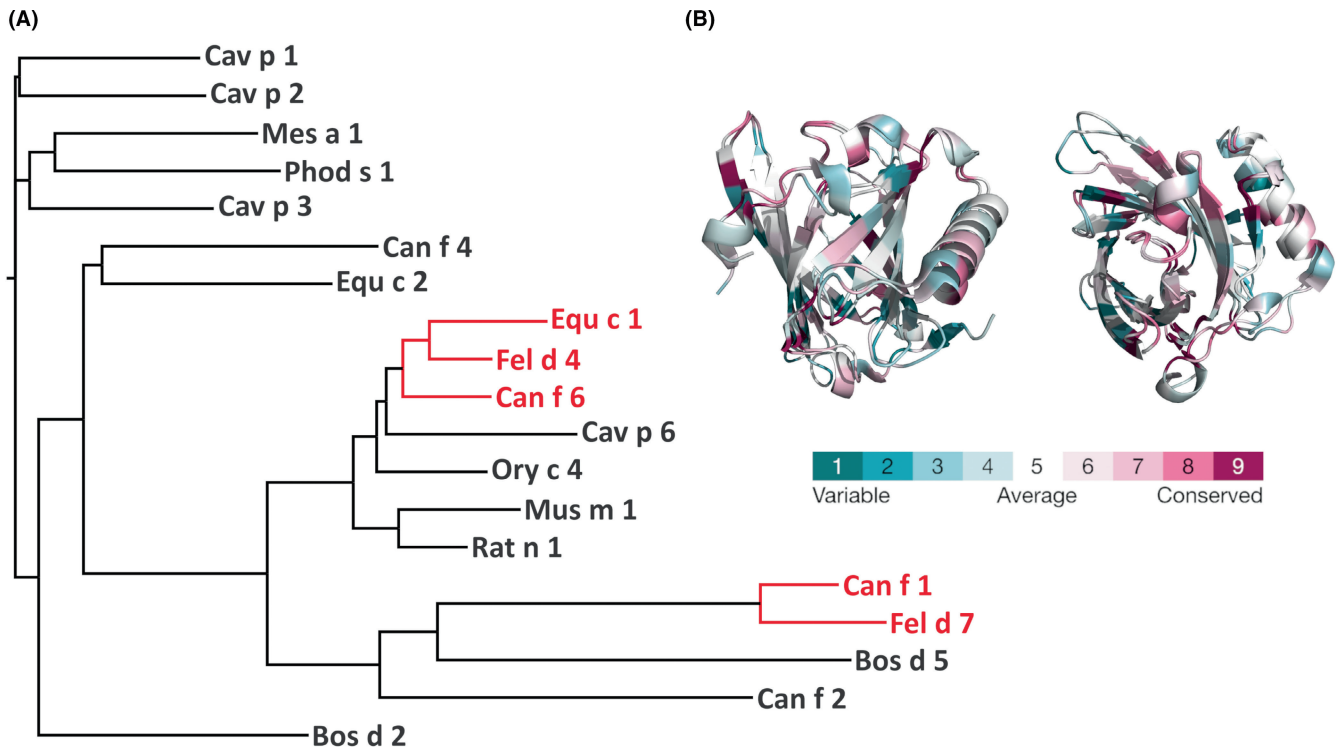 (A)
Cav p 1
Cav p 2
Mes a 1
Phod s 1
Cav p 3
Can f 4
Equ c 2
Equ c 1
Fel d 4
Can f 6
Cav p 6
Ory c 4
Mus m 1
Rat n 1
Can f 1
Fel d 7
Bos d 5
Can f 2
Bos d 2
(B)
1 2 3 4 5 6 7 8 9
Variable Average Conserved